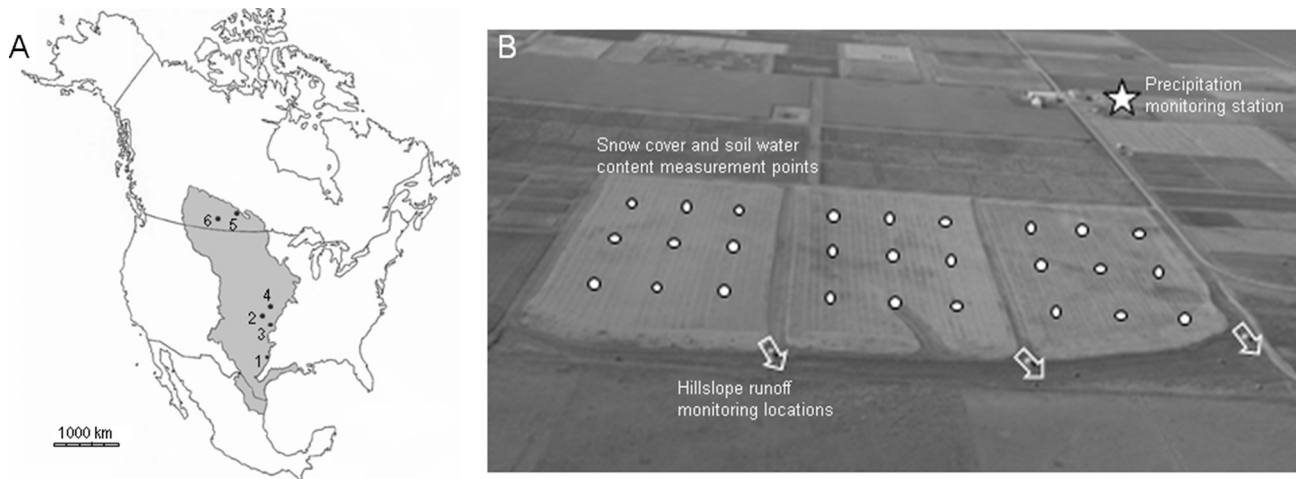 A
6
5
4
2
3
1
1000 km
B
Precipitation
monitoring station
Snow cover and soil water
content measurement points
Hillslope runoff
monitoring locations